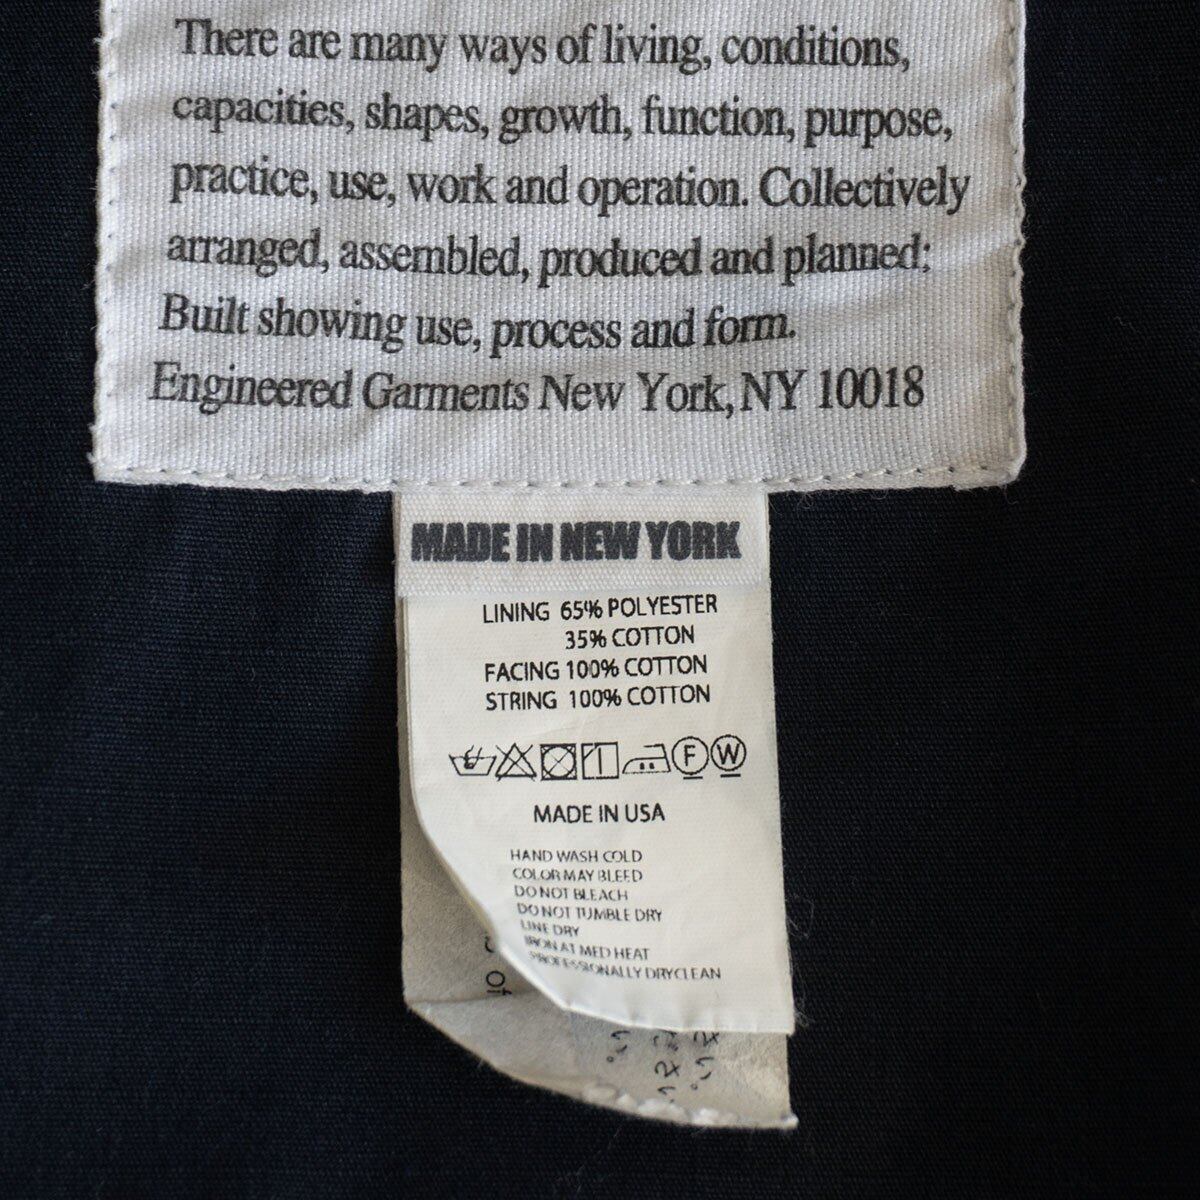 There are many ways of living, conditions,
capacities, shapes, growth, function, purpose,
practice, use, work and operation. Collectively
arranged, assembled, produced and planned;
Built showing use, process and form.
Engineered Garments New York, NY 10018
MADE IN NEW YORK
LINING 65% POLYESTER
35% COTTON
FACING 100% COTTON
STRING 100% COTTON
F W
MADE IN USA
HAND WASH COLD
COLOR MAY BLEED
DO NOT BLEACH
DO NOT TUMBLE DRY
LINE DRY
IRON AT MED HEAT
PROFESSIONALLY DRYCLEAN
of